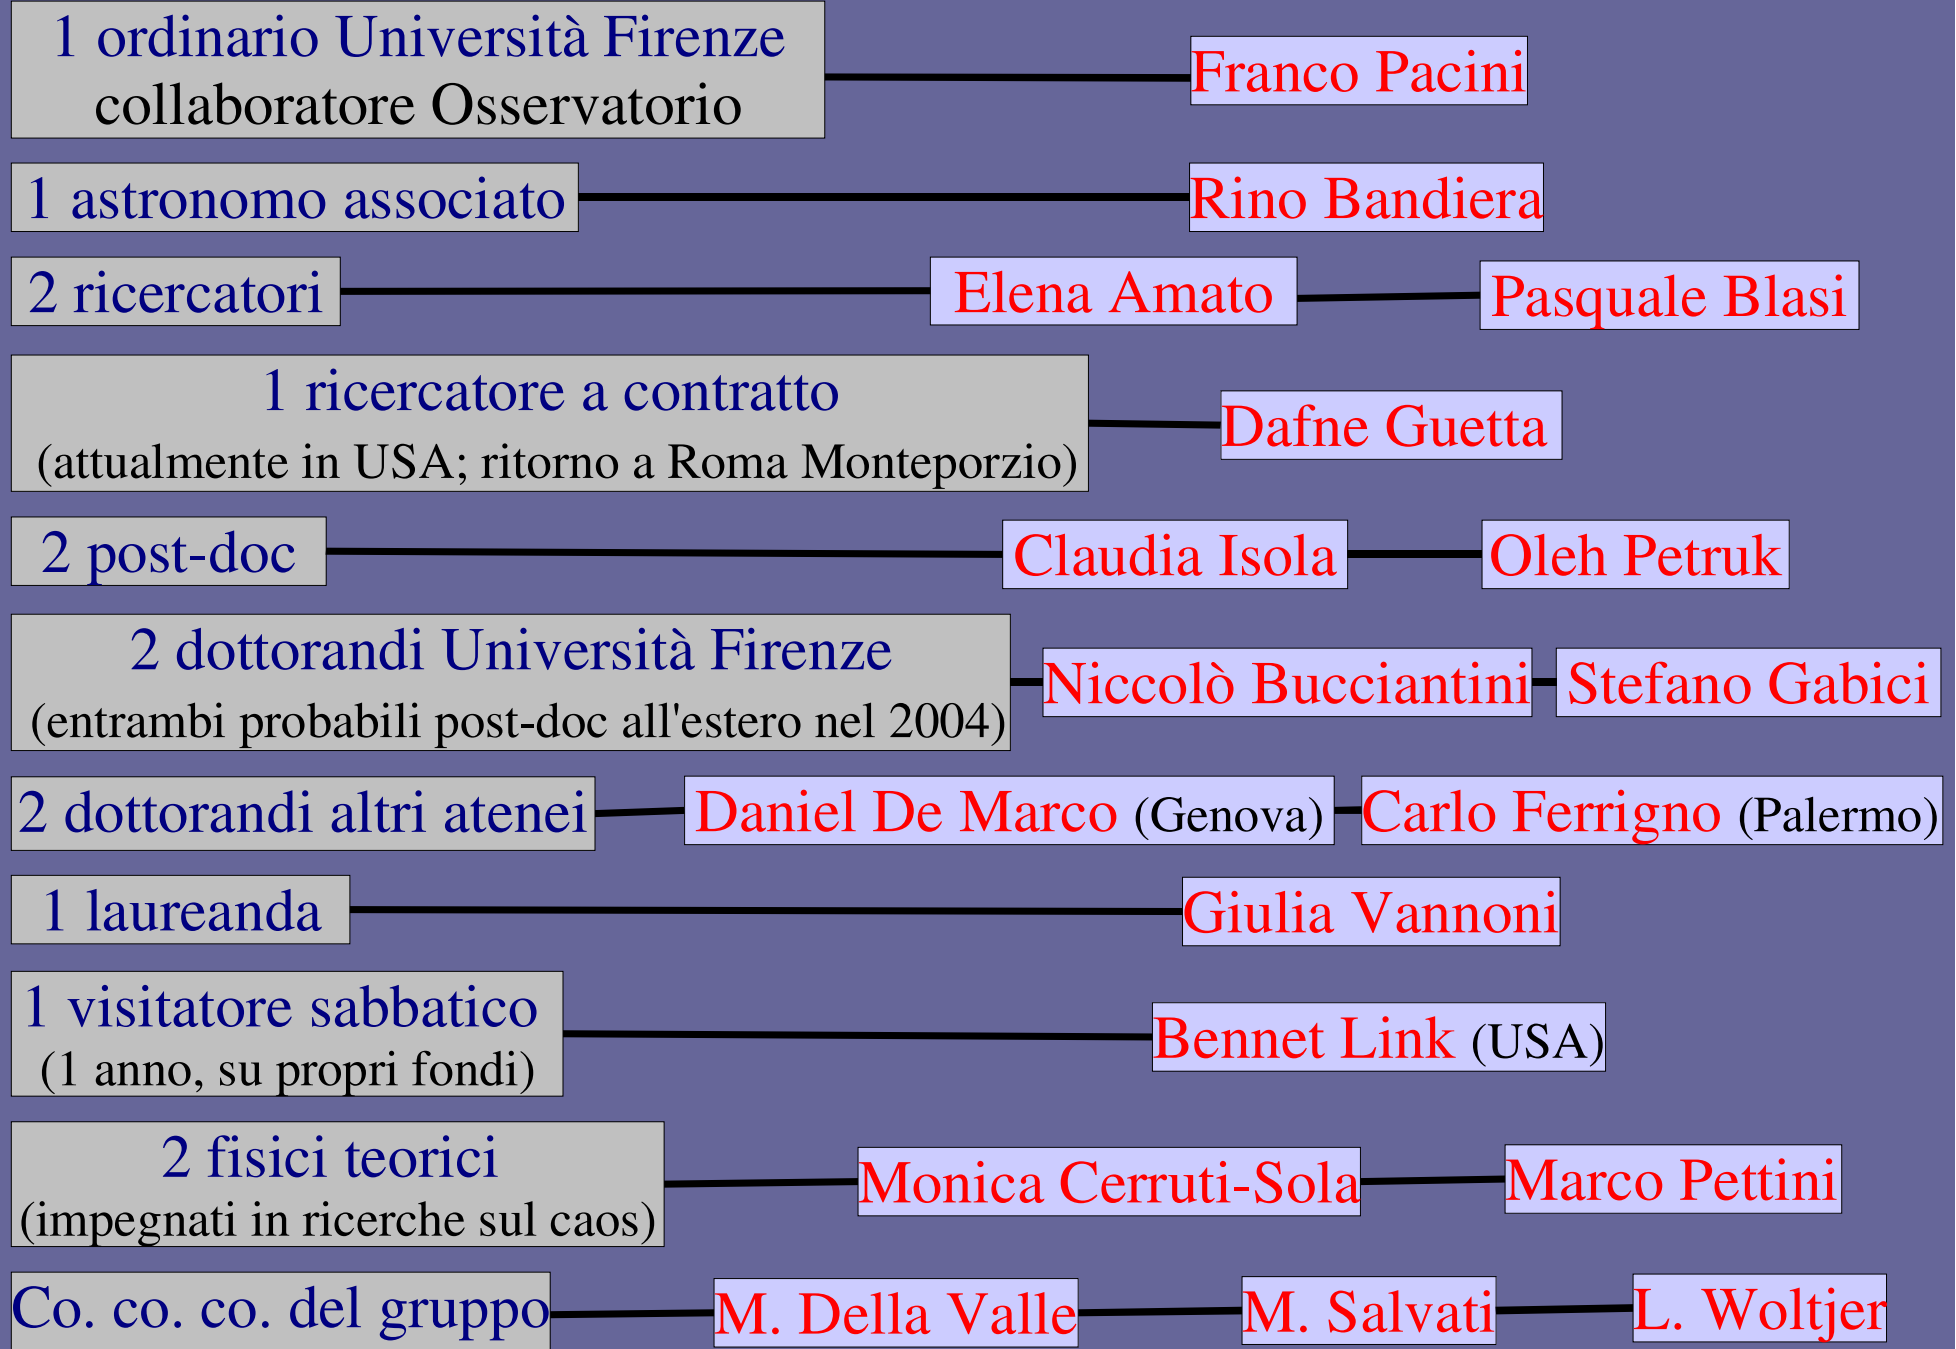 1 ordinario Università Firenze
collaboratore Osservatorio
Franco Pacini
1 astronomo associato
Rino Bandiera
2 ricercatori
Elena Amato
Pasquale Blasi
1 ricercatore a contratto
(attualmente in USA; ritorno a Roma Monteporzio)
Dafne Guetta
2 post-doc
Claudia Isola
Oleh Petruk
2 dottorandi Università Firenze
(entrambi probabili post-doc all'estero nel 2004)
Niccolò Bucciantini
Stefano Gabici
2 dottorandi altri atenei
Daniel De Marco (Genova)
Carlo Ferrigno (Palermo)
1 laureanda
Giulia Vannoni
1 visitatore sabbatico
(1 anno, su propri fondi)
Bennet Link (USA)
2 fisici teorici
(impegnati in ricerche sul caos)
Monica Cerruti-Sola
Marco Pettini
Co. co. co. del gruppo
M. Della Valle
M. Salvati
L. Woltjer